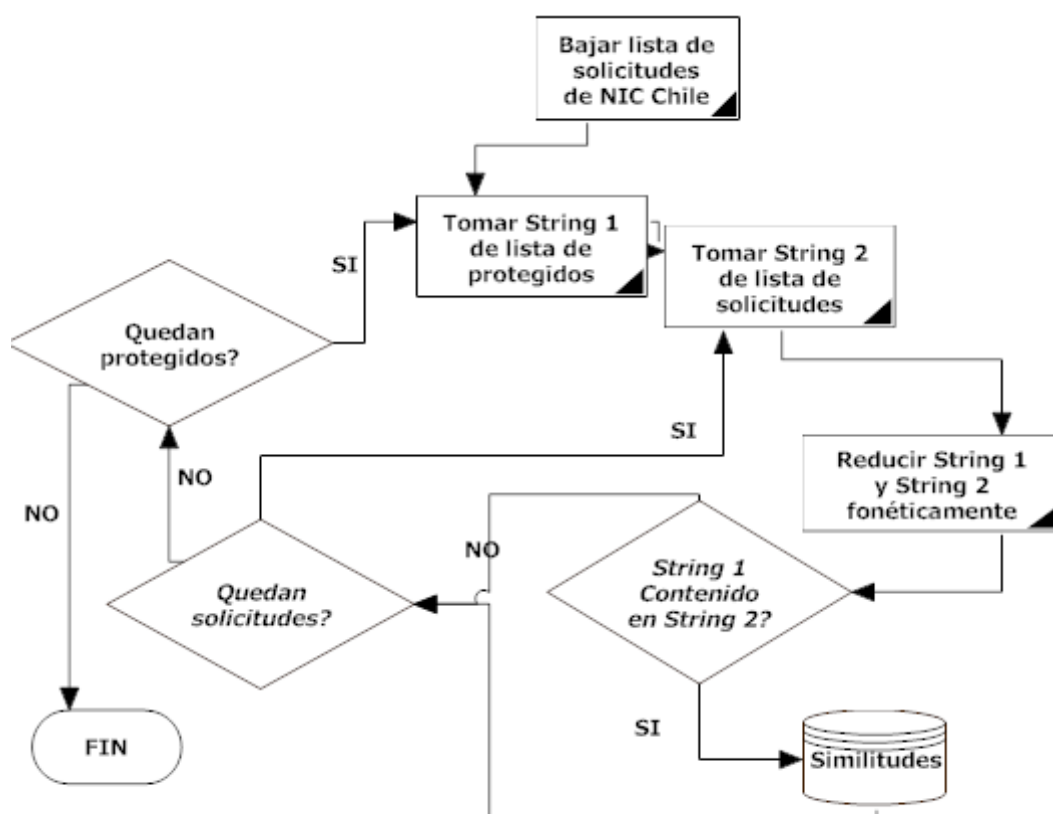 Bajar lista de
solicitudes
de NIC Chile
Tomar String 1
de lista de
protegidos
Tomar String 2
de lista de
solicitudes
SI
Quedan
protegidos?
SI
NO
Reducir String 1
y String 2
fonéticamente
NO
NO
String 1
Contenido
en String 2?
Quedan
solicitudes?
SI
FIN
Similitudes